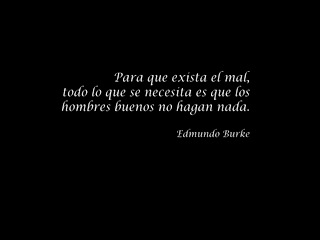 Para que exista el mal,
todo lo que se necesita es que los
hombres buenos no hagan nada.
Edmundo Burke